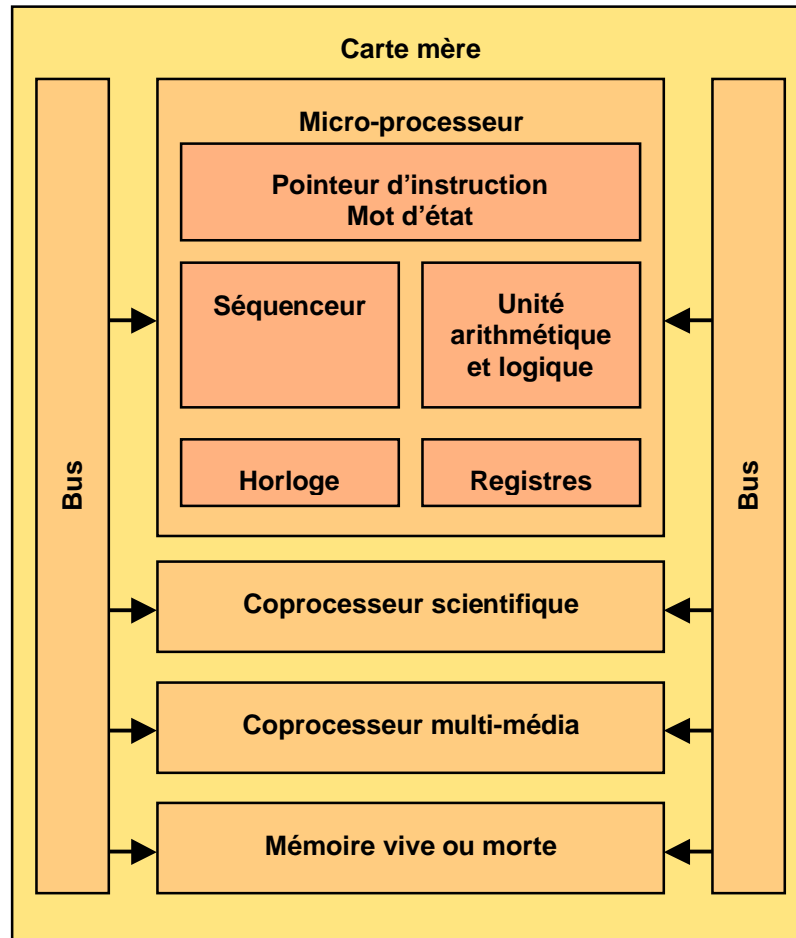 Carte mère
Micro-processeur
Pointeur d’instruction
Mot d’état
Séquenceur
Unité
arithmétique
et logique
Horloge
Registres
Bus
Bus
Coprocesseur scientifique
Coprocesseur multi-média
Mémoire vive ou morte